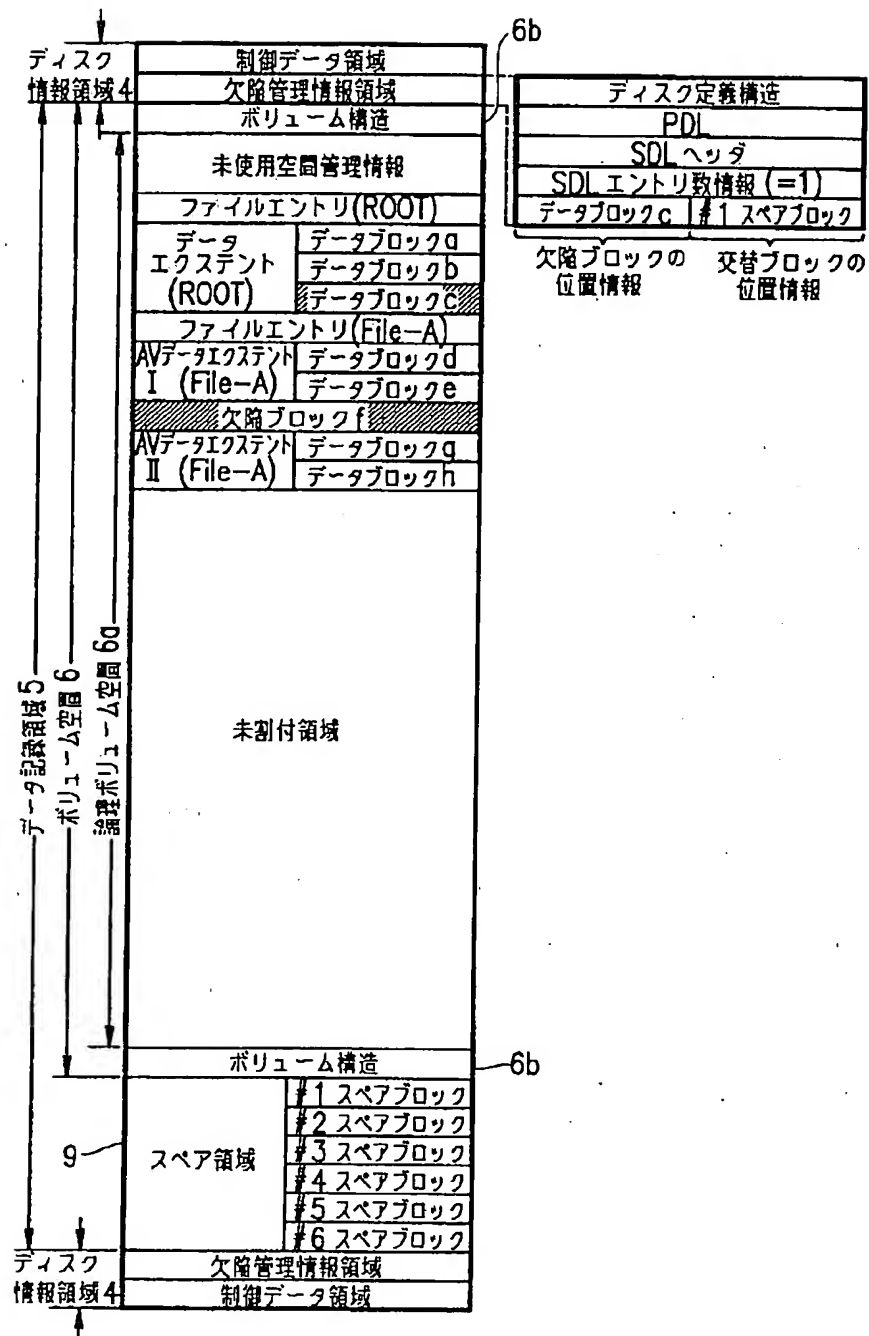 6b
ディスク
情報領域4
制御データ領域
欠陥管理情報領域
ボリューム構造
未使用空間管理情報
ファイルエントリ(ROOT)
データ
エクステント
(ROOT)
データブロックa
データブロックb
データブロックc
ファイルエントリ(File-A)
AVデータエクステント
I (File-A)
データブロックd
データブロックe
欠陥ブロックf
AVデータエクステント
II (File-A)
データブロックg
データブロックh
未割付領域
ボリューム構造
6b
9
スペア領域
#1 スペアブロック
#2 スペアブロック
#3 スペアブロック
#4 スペアブロック
#5 スペアブロック
#6 スペアブロック
ディスク
情報領域4
欠陥管理情報領域
制御データ領域
データ記録領域5
ボリューム空間6
論理ボリューム空間6a
ディスク定義構造
PDL
SDLヘッダ
SDLエントリ数情報(=1)
データブロックc
#1 スペアブロック
欠陥ブロックの
位置情報
交替ブロックの
位置情報